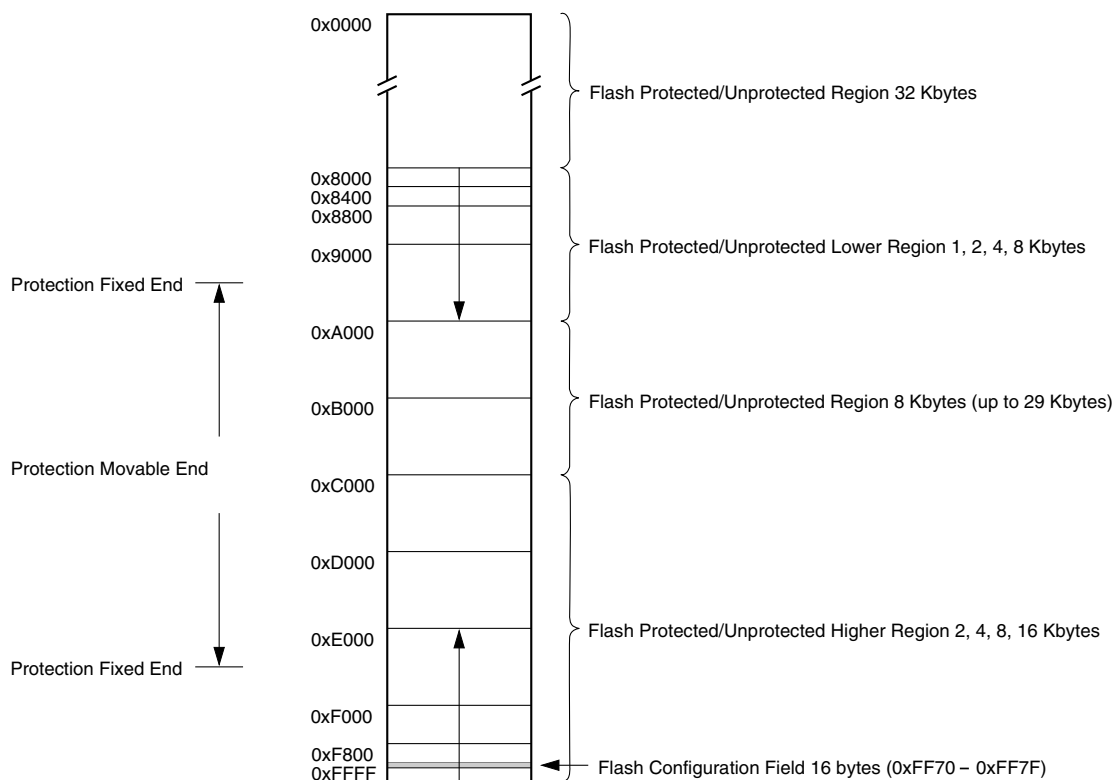 0x0000
Flash Protected/Unprotected Region 32 Kbytes
0x8000
0x8400
0x8800
0x9000
Flash Protected/Unprotected Lower Region 1, 2, 4, 8 Kbytes
Protection Fixed End
0xA000
0xB000
Flash Protected/Unprotected Region 8 Kbytes (up to 29 Kbytes)
Protection Movable End
0xC000
0xD000
0xE000
Flash Protected/Unprotected Higher Region 2, 4, 8, 16 Kbytes
Protection Fixed End
0xF000
0xF800
0xFFFF
Flash Configuration Field 16 bytes (0xFF70 – 0xFF7F)